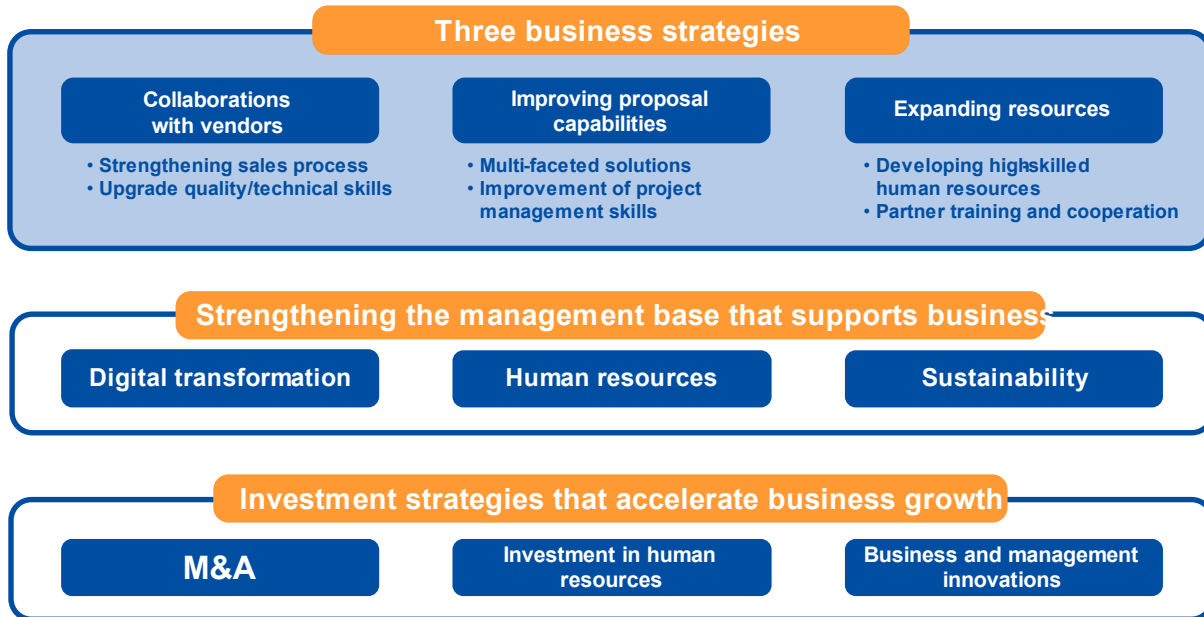 Three business strategies
Collaborations
with vendors
• Strengthening sales process
• Upgrade quality/technical skills
Improving proposal
capabilities
• Multi-faceted solutions
• Improvement of project
management skills
Expanding resources
• Developing high-skilled
human resources
• Partner training and cooperation
Strengthening the management base that supports business
Digital transformation
Human resources
Sustainability
Investment strategies that accelerate business growth
M&A
Investment in human
resources
Business and management
innovations